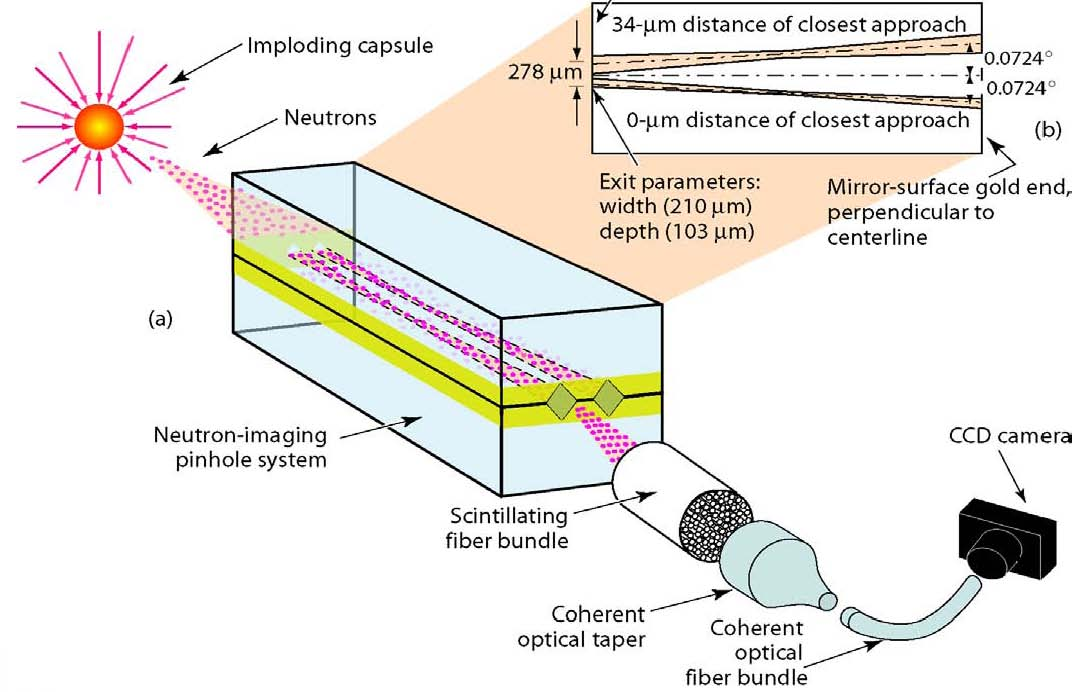 Imploding capsule
Neutrons
(a)
Neutron-imaging
pinhole system
Scintillating
fiber bundle
Coherent
optical taper
Coherent
optical
fiber bundle
CCD camera
34-µm distance of closest approach
278 µm
0.0724°
0.0724°
0-µm distance of closest approach
(b)
Exit parameters:
width (210 µm)
depth (103 µm)
Mirror-surface gold end,
perpendicular to
centerline